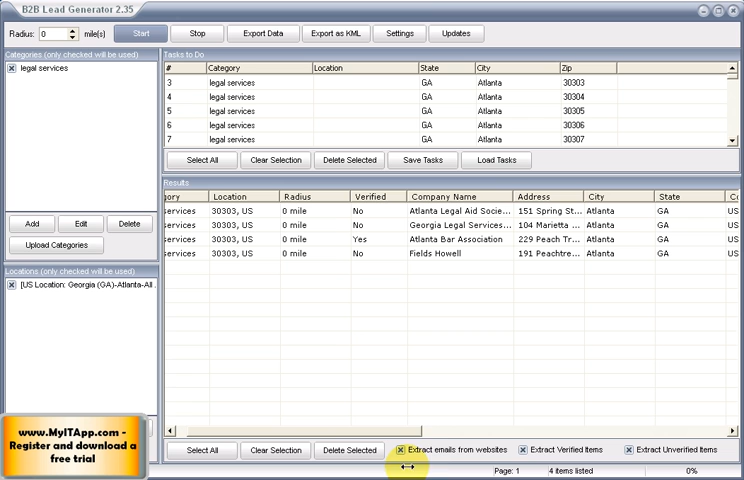 B2B Lead Generator 2.35
Radius: 0 mile(s) Start Stop Export Data Export as KML Settings Updates
Categories (only checked will be used)
legal services
Add Edit Delete
Upload Categories
Locations (only checked will be used)
[US Location: Georgia (GA)-Atlanta-All .
Tasks to Do
# Category Location State City Zip
3 legal services GA Atlanta 30303
4 legal services GA Atlanta 30304
5 legal services GA Atlanta 30305
6 legal services GA Atlanta 30306
7 legal services GA Atlanta 30307
Select All Clear Selection Delete Selected Save Tasks Load Tasks
Results
gory Location Radius Verified Company Name Address City State Co
services 30303, US 0 mile No Atlanta Legal Aid Socie... 151 Spring St... Atlanta GA US
services 30303, US 0 mile No Georgia Legal Services... 104 Marietta ... Atlanta GA US
services 30303, US 0 mile Yes Atlanta Bar Association 229 Peach Tr... Atlanta GA US
services 30303, US 0 mile No Fields Howell 191 Peachtre... Atlanta GA US
Select All Clear Selection Delete Selected Extract emails from websites Extract Verified Items Extract Unverified Items
Page: 1 4 items listed 0%
www.MyITApp.com -
Register and download a
free trial